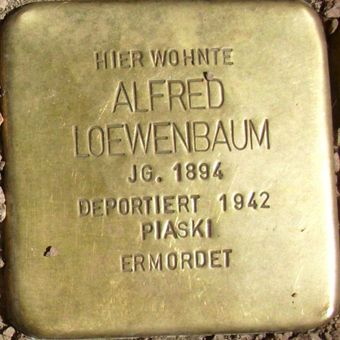 HIER WOHNTE
ALFRED
LOEWENBAUM
JG. 1894
DEPORTIERT 1942
PIASKI
ERMORDET